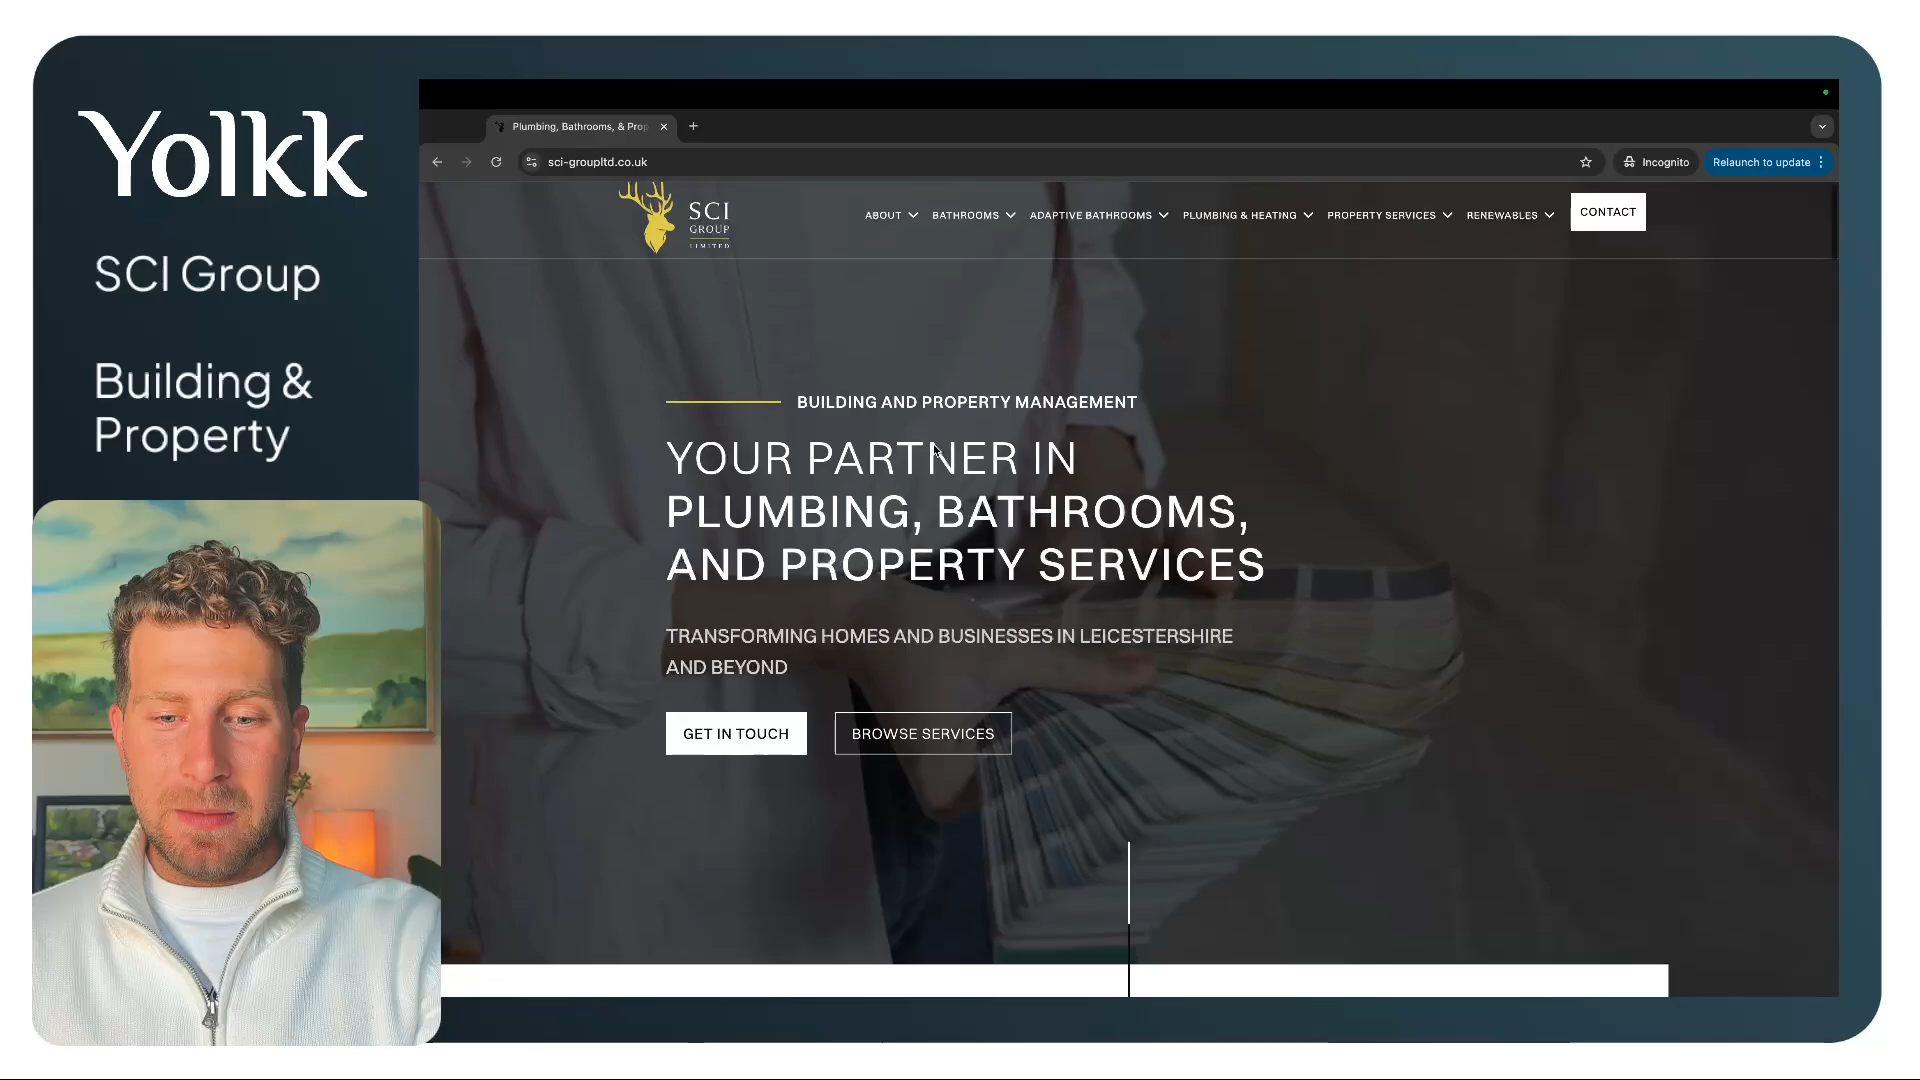 Yolkk
SCI Group
Building &
Property
Plumbing, Bathrooms, & Prop
sci-groupltd.co.uk
Incognito
Relaunch to update
SCI
GROUP
LIMITED
ABOUT
BATHROOMS
ADAPTIVE BATHROOMS
PLUMBING & HEATING
PROPERTY SERVICES
RENEWABLES
CONTACT
BUILDING AND PROPERTY MANAGEMENT
YOUR PARTNER IN
PLUMBING, BATHROOMS,
AND PROPERTY SERVICES
TRANSFORMING HOMES AND BUSINESSES IN LEICESTERSHIRE
AND BEYOND
GET IN TOUCH
BROWSE SERVICES